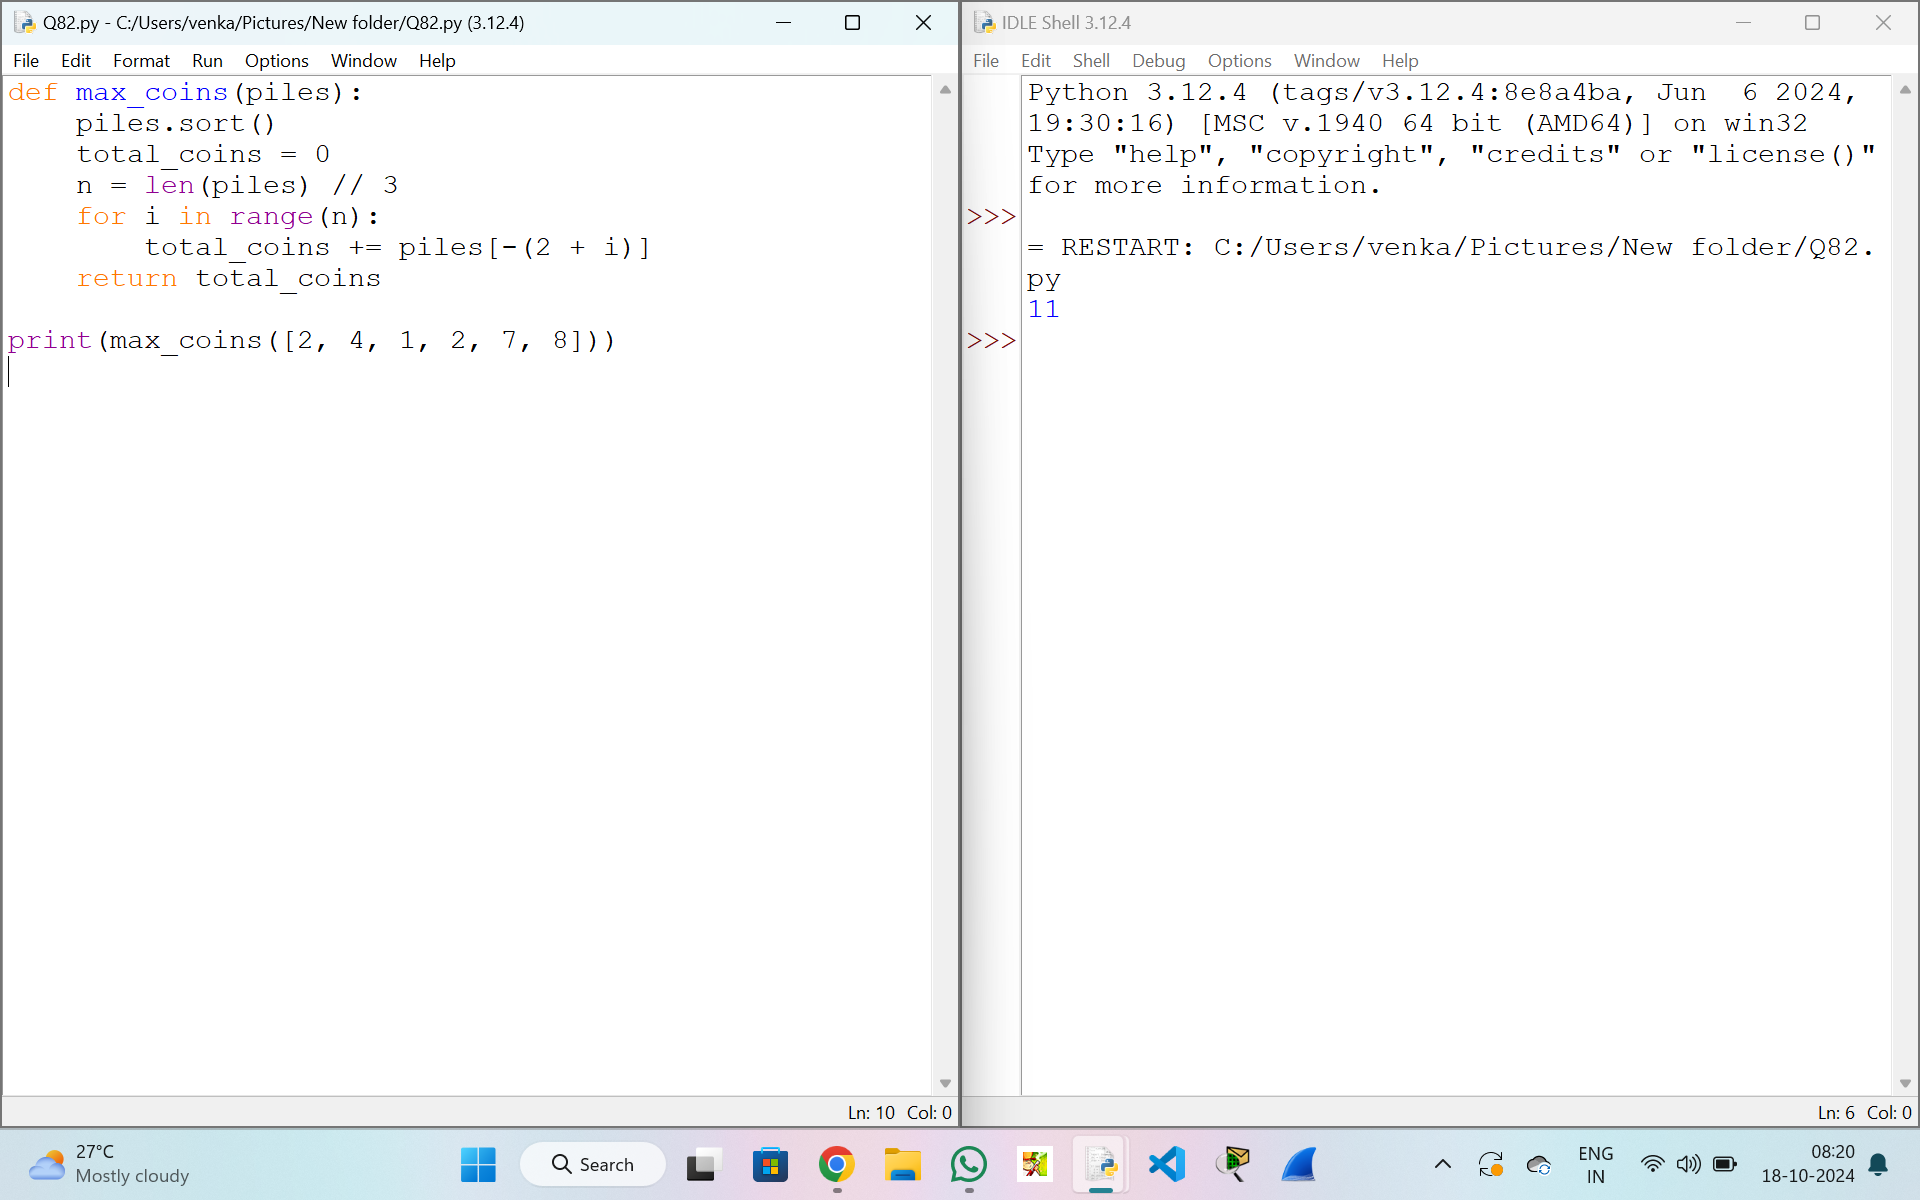 Q82.py - C:/Users/venka/Pictures/New folder/Q82.py (3.12.4)
File Edit Format Run Options Window Help
def max_coins(piles):
    piles.sort()
    total_coins = 0
    n = len(piles) // 3
    for i in range(n):
        total_coins += piles[-(2 + i)]
    return total_coins

print(max_coins([2, 4, 1, 2, 7, 8]))
Ln: 10 Col: 0
IDLE Shell 3.12.4
File Edit Shell Debug Options Window Help
Python 3.12.4 (tags/v3.12.4:8e8a4ba, Jun  6 2024,
19:30:16) [MSC v.1940 64 bit (AMD64)] on win32
Type "help", "copyright", "credits" or "license()"
for more information.
>>>
= RESTART: C:/Users/venka/Pictures/New folder/Q82.
py
11
>>>
Ln: 6 Col: 0
27°C
Mostly cloudy
Search
ENG
IN
08:20
18-10-2024